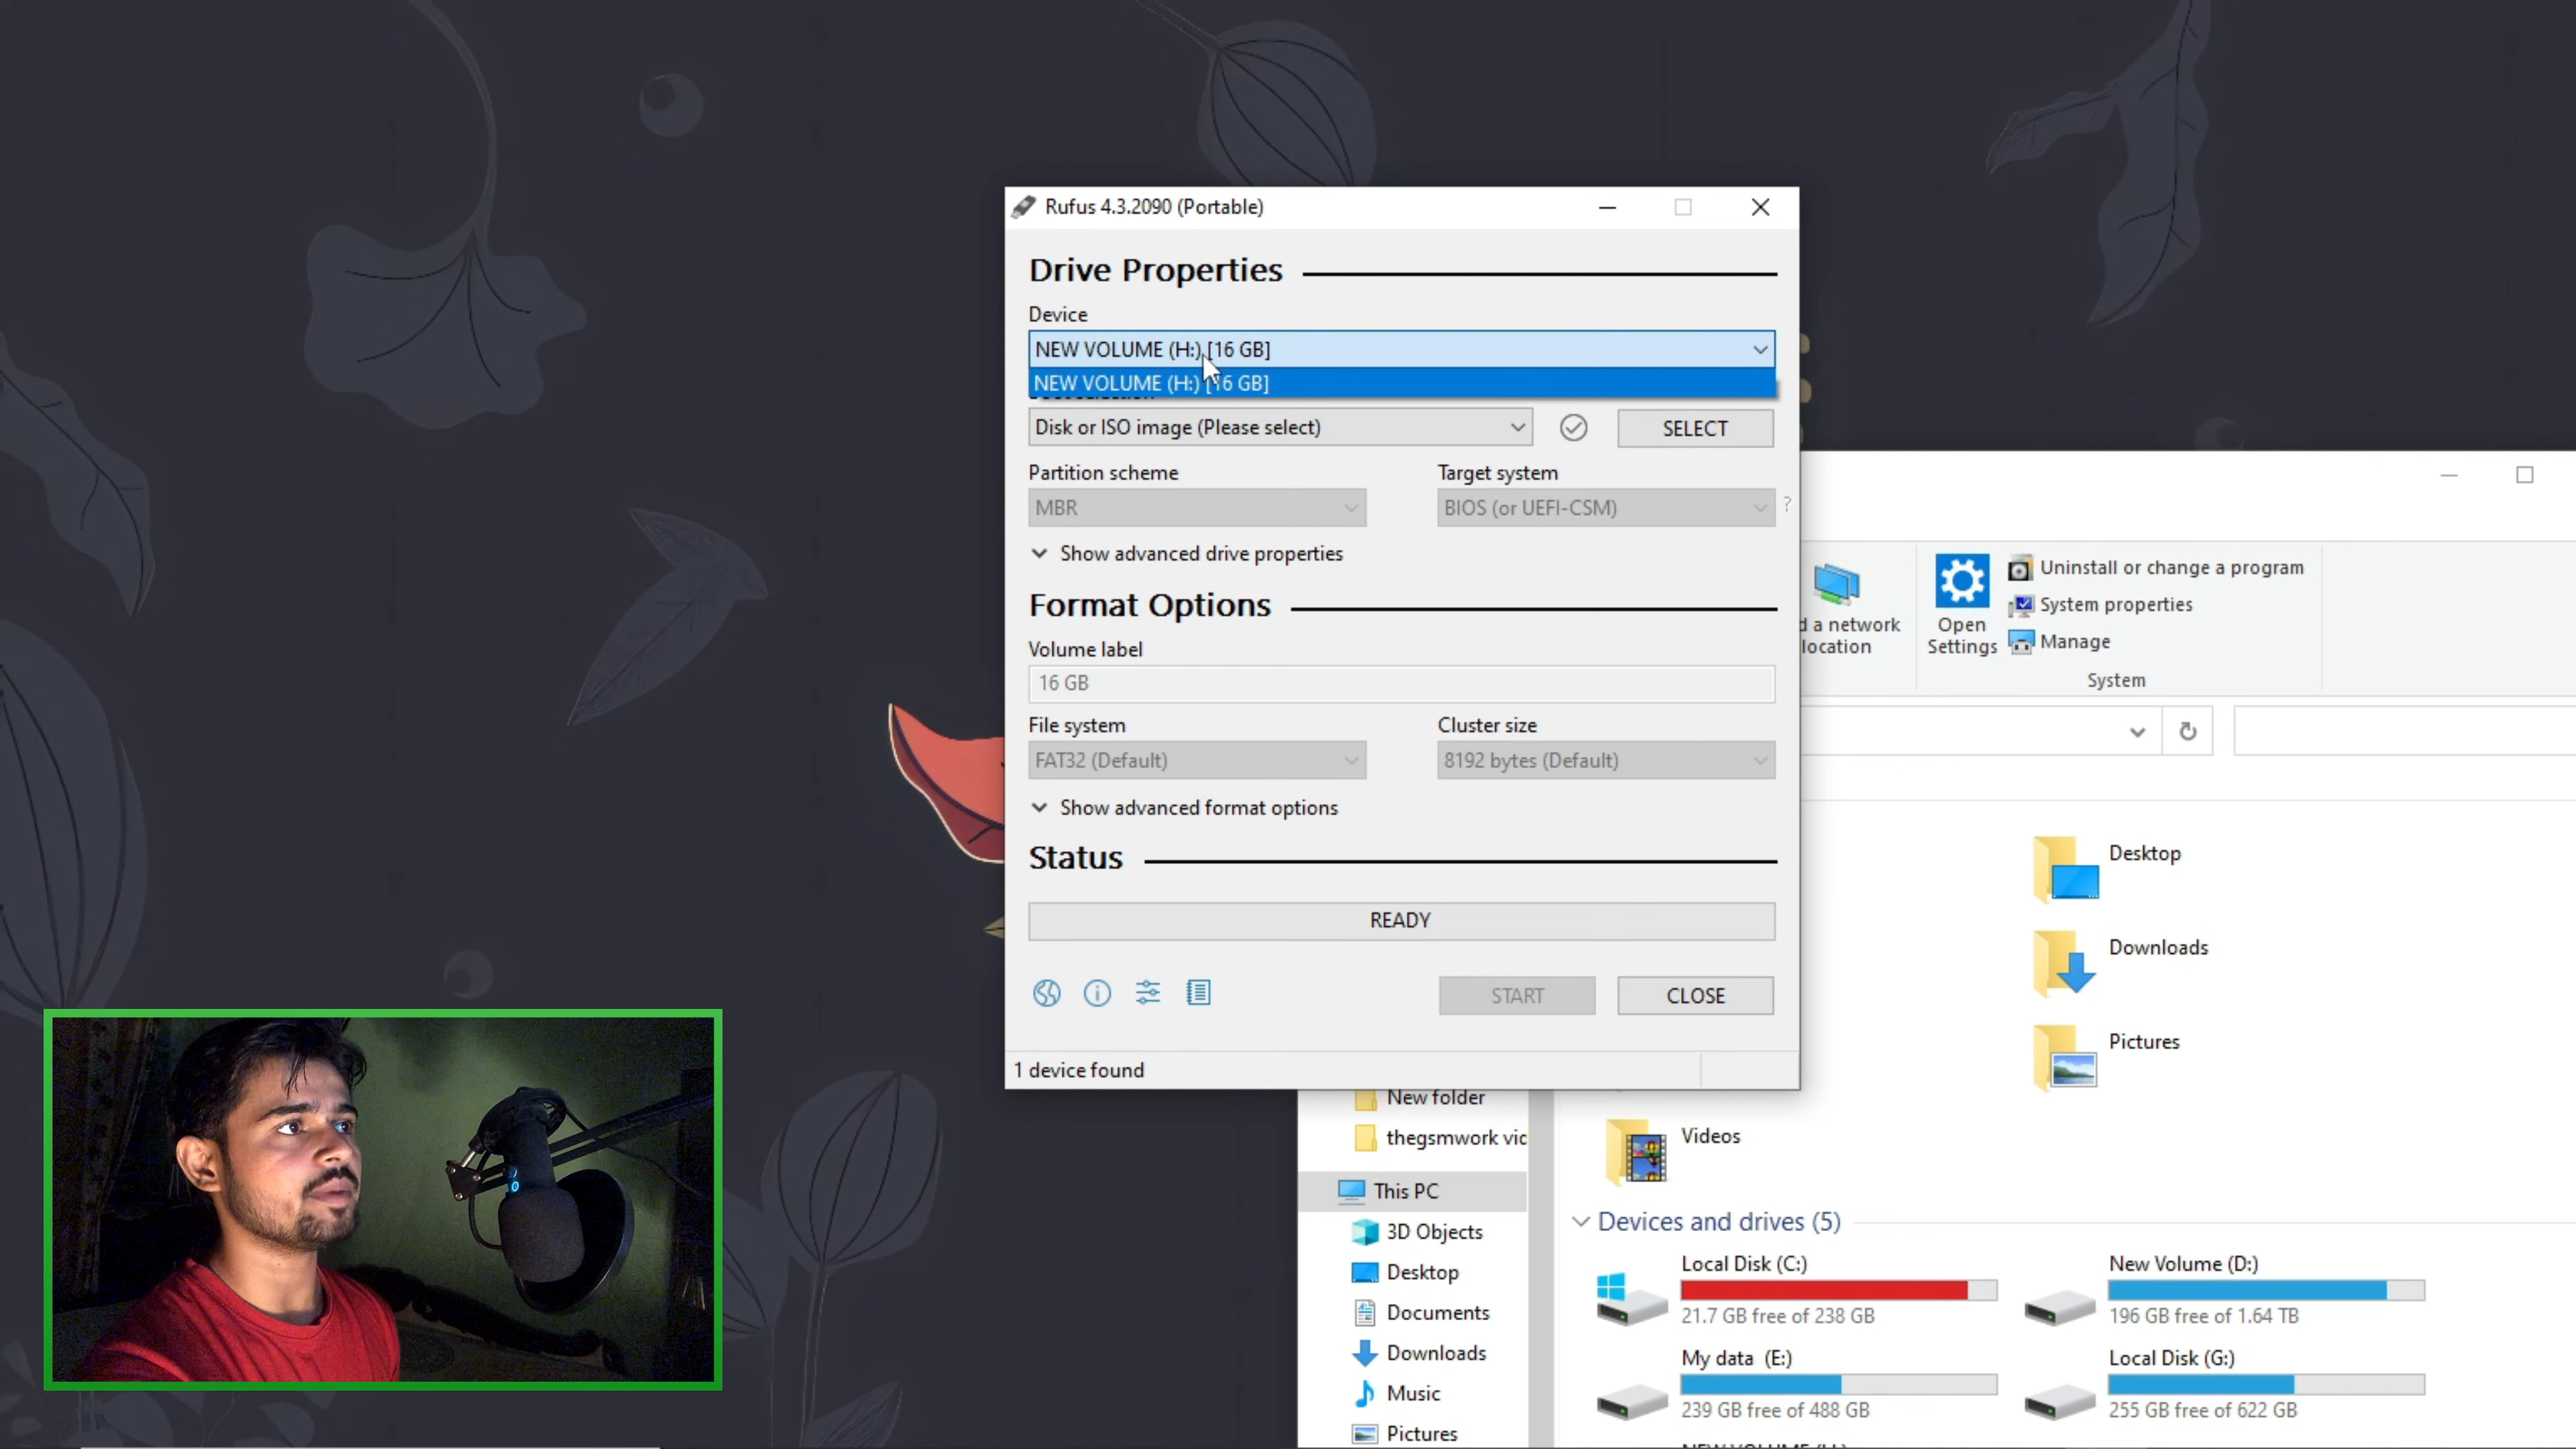 Rufus 4.3.2090 (Portable)
Drive Properties
Device
NEW VOLUME (H:) [16 GB]
NEW VOLUME (H:) [16 GB]
Disk or ISO image (Please select)
SELECT
Partition scheme
Target system
MBR
BIOS (or UEFI-CSM)
?
Show advanced drive properties
Format Options
Volume label
16 GB
File system
Cluster size
FAT32 (Default)
8192 bytes (Default)
Show advanced format options
Status
READY
START
CLOSE
1 device found
d a network
location
Open
Settings
Uninstall or change a program
System properties
Manage
System
Desktop
Downloads
Pictures
Videos
New folder
thegsmwork vid
This PC
3D Objects
Desktop
Documents
Downloads
Music
Pictures
Devices and drives (5)
Local Disk (C:)
21.7 GB free of 238 GB
New Volume (D:)
196 GB free of 1.64 TB
My data (E:)
239 GB free of 488 GB
Local Disk (G:)
255 GB free of 622 GB